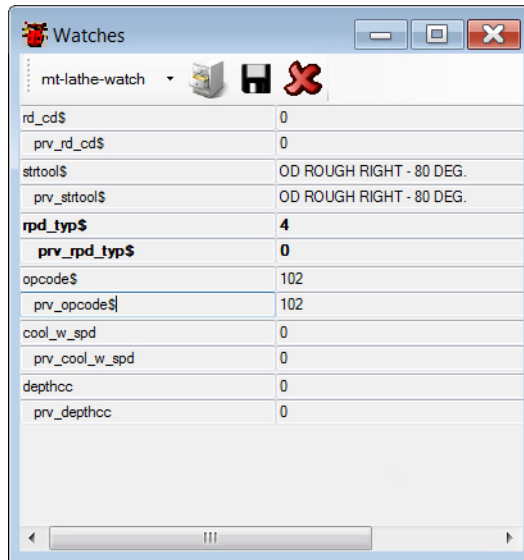 Watches
mt-lathe-watch
rd_cd$ 0
prv_rd_cd$ 0
strtool$ OD ROUGH RIGHT - 80 DEG.
prv_strtool$ OD ROUGH RIGHT - 80 DEG.
rpd_typ$ 4
prv_rpd_typ$ 0
opcode$ 102
prv_opcode$ 102
cool_w_spd 0
prv_cool_w_spd 0
depthcc 0
prv_depthcc 0